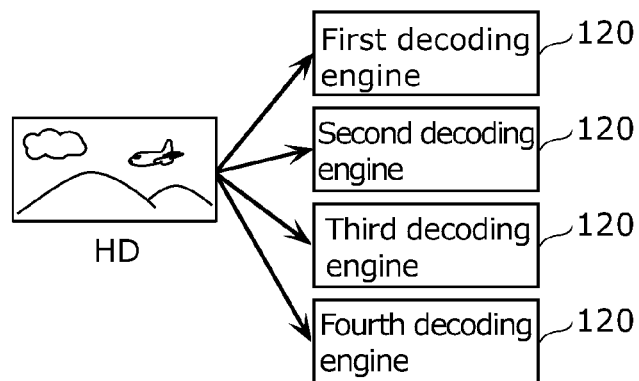 First decoding
engine
120
Second decoding
engine
120
HD
Third decoding
engine
120
Fourth decoding
engine
120